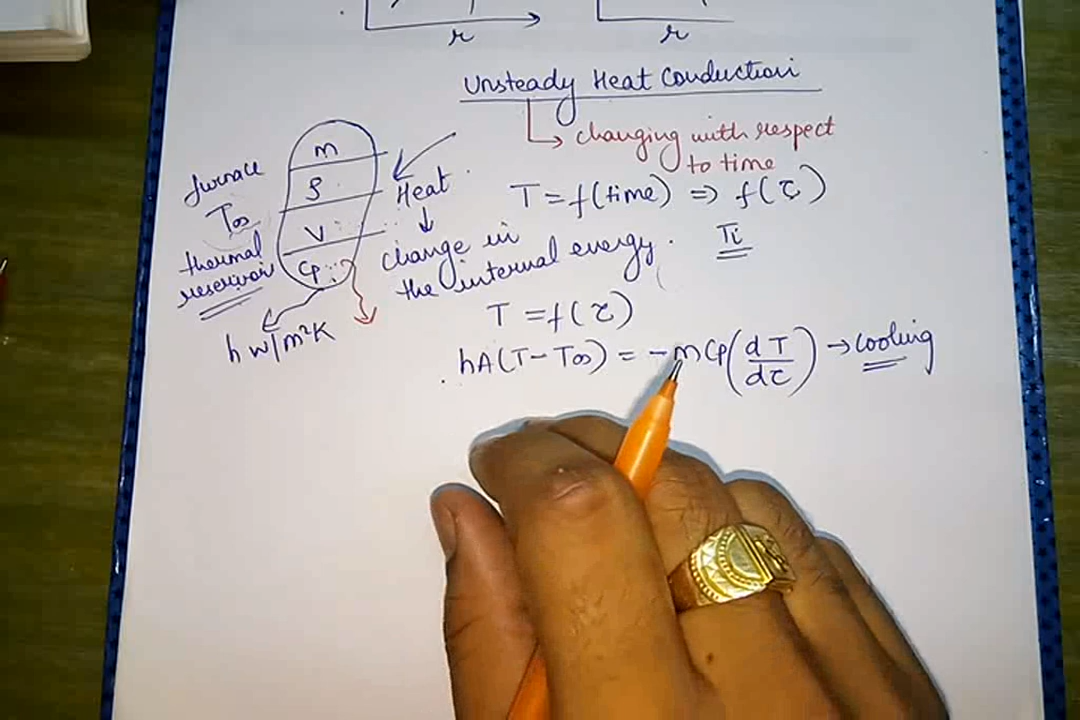 r r
Unsteady Heat Conduction
changing with respect
to time
T = f(time) ⇒ f(τ)
Ti
m
ρ
V
Cp
furnace
T∞
thermal
reservoir
h W/m²K
Heat
change in
the internal energy.
T = f(τ)
hA(T - T∞) = -mCp(dT/dτ) → cooling